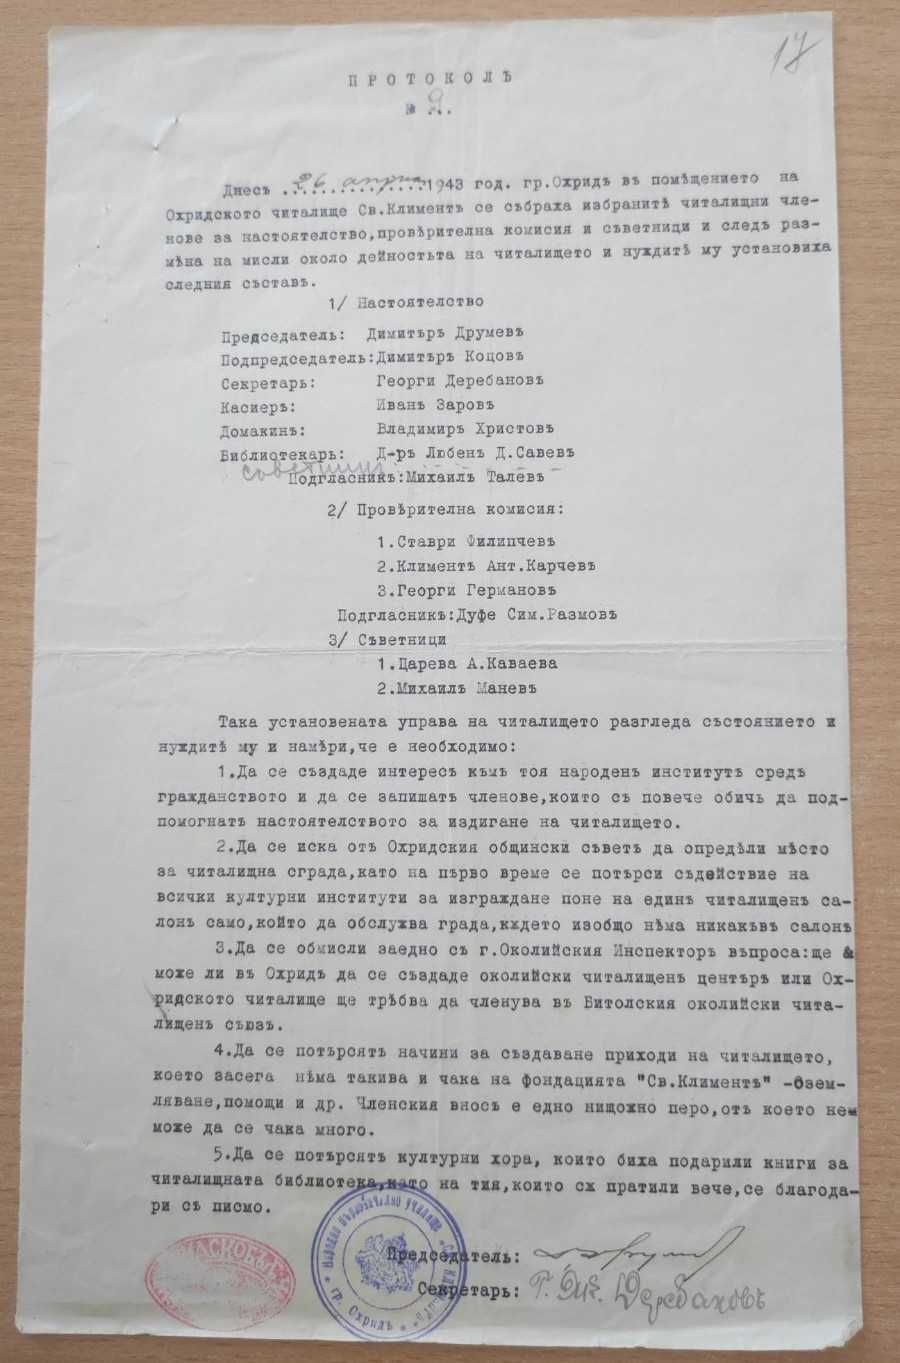 17
ПРОТОКОЛЪ
№ 2.
Днесъ 26 априлъ 1943 год. гр.Охридъ въ помѣщението на
Охридското читалище Св.Климентъ се събраха избранитѣ читалищни чле-
нове за настоятелство,провѣрителна комисия и съветници и следъ раз-
мѣна на мисли около дейностьта на читалището и нуждитѣ му установиха
следния съставъ.
1/ Настоятелство
Председатель: Димитъръ Друмевъ
Подпредседатель:Димитъръ Коцовъ
Секретарь: Георги Деребановъ
Касиеръ: Иванъ Заровъ
Домакинъ: Владимиръ Христовъ
Библиотекарь: Д-ръ Любенъ Д.Савевъ
советникъ
Подгласникъ:Михаилъ Талевъ
2/ Провѣрителна комисия:
1.Ставри Филипчевъ
2.Климентъ Ант.Карчевъ
3.Георги Германовъ
Подгласникъ:Дуфе Сим.Размовъ
3/ Съветници
1.Царева А.Каваева
2.Михаилъ Маневъ
Така установената управа на читалището разгледа състоянието и
нуждитѣ му и намѣри,че е необходимо:
1.Да се създаде интересъ къмъ тоя народенъ институтъ средъ
гражданството и да се запишатъ членове,които съ повече обичь да под-
помогнатъ настоятелството за издигане на читалището.
2.Да се иска отъ Охридския общински съветъ да опредѣли мѣсто
за читалищна сграда,като на първо време се потърси съдействие на
всички културни институти за изграждане поне на единъ читалищенъ са-
лонъ само,който да обслужва града,кѫдето изобщо нѣма никакъвъ салонъ
3.Да се обмисли заедно съ г.Околийския Инспекторъ въпроса:ще
може ли въ Охридъ да се създаде околийски читалищенъ центъръ или Ох-
ридското читалище ще трѣбва да членува въ Битолския околийски чита-
лищенъ съюзъ.
4.Да се потърсятъ начини за създаване приходи на читалището,
което засега нѣма такива и чака на фондацията "Св.Климентъ" -Озем-
ляване,помощи и др. Членския вносъ е едно нищожно перо,отъ което не
може да се чака много.
5.Да се потърсятъ културни хора, които биха подарили книги за
читалищната библиотека,като на тия,които сѫ пратили вече,се благода-
ри съ писмо.
Председатель:
Секретарь: Г. Як. Деребановъ
гр. Охридъ